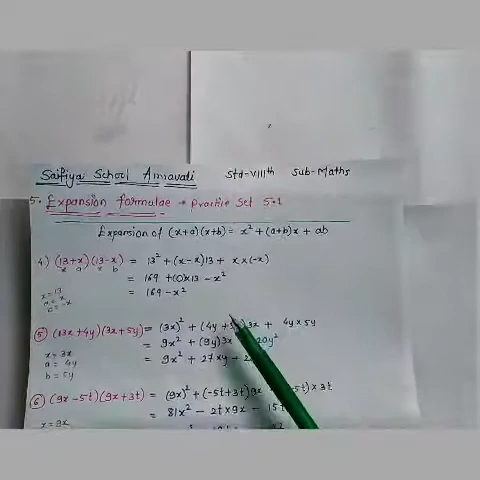 Saifiya School Amravati Std-VIIIth Sub-Maths
5. Expansion formulae → Practice Set 5.1
Expansion of (x+a)(x+b) = x² + (a+b)x + ab
4) (13+x)(13-x) = 13² + (x-x)13 + x×(-x)
x a x b
= 169 + (0)×13 - x²
= 169 - x²
x = 13
a = x
b = -x
⑤ (3x+4y)(3x+5y) = (3x)² + (4y+5y)3x + 4y×5y
= 9x² + (9y)3x 20y²
= 9x² + 27xy + 2
x = 3x
a = 4y
b = 5y
⑥ (9x-5t)(9x+3t) = (9x)² + (-5t+3t)9x 5t)×3t
= 81x² - 2t×9x - 15t
x = 9x